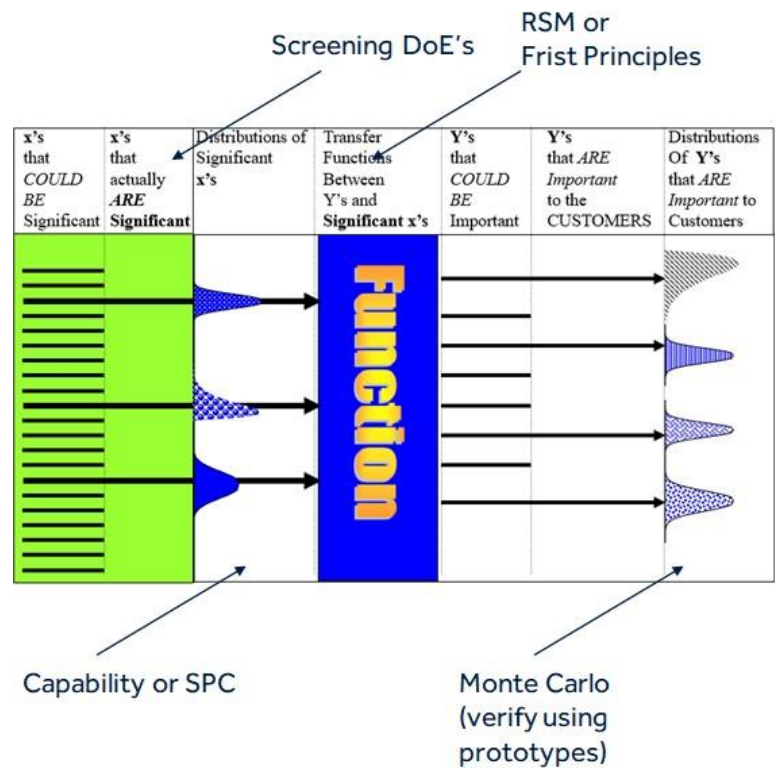 Screening DoE's
RSM or
Frist Principles
x's
that
COULD
BE
Significant
x's
that
actually
ARE
Significant
Distributions of
Significant
x's
Transfer
Functions
Between
Y's and
Significant x's
Y's
that
COULD
BE
Important
Y's
that ARE
Important
to the
CUSTOMERS
Distributions
Of Y's
that ARE
Important to
Customers
Function
Capability or SPC
Monte Carlo
(verify using
prototypes)